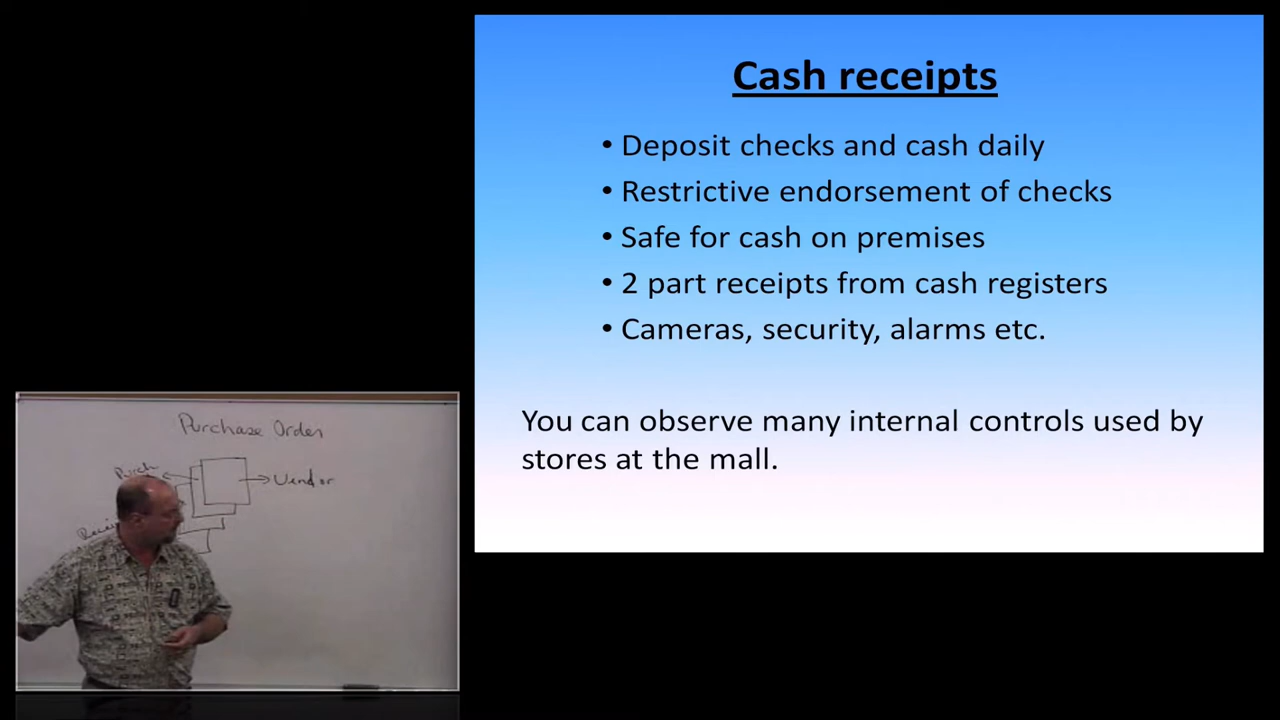 Cash receipts
• Deposit checks and cash daily
• Restrictive endorsement of checks
• Safe for cash on premises
• 2 part receipts from cash registers
• Cameras, security, alarms etc.
You can observe many internal controls used by
stores at the mall.
Purchase Order
Purch
Vendor